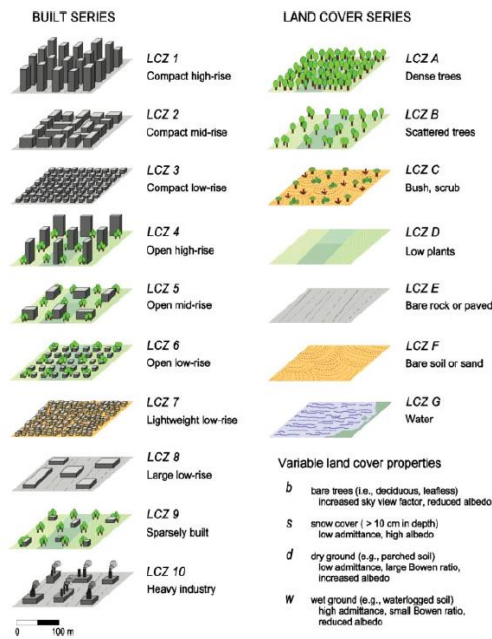 BUILT SERIES
LCZ 1
Compact high-rise
LCZ 2
Compact mid-rise
LCZ 3
Compact low-rise
LCZ 4
Open high-rise
LCZ 5
Open mid-rise
LCZ 6
Open low-rise
LCZ 7
Lightweight low-rise
LCZ 8
Large low-rise
LCZ 9
Sparsely built
LCZ 10
Heavy industry
0 100 m
LAND COVER SERIES
LCZ A
Dense trees
LCZ B
Scattered trees
LCZ C
Bush, scrub
LCZ D
Low plants
LCZ E
Bare rock or paved
LCZ F
Bare soil or sand
LCZ G
Water
Variable land cover properties
b bare trees (i.e., deciduous, leafless)
increased sky view factor, reduced albedo
s snow cover ( > 10 cm in depth)
low admittance, high albedo
d dry ground (e.g., parched soil)
low admittance, large Bowen ratio,
increased albedo
w wet ground (e.g., waterlogged soil)
high admittance, small Bowen ratio,
reduced albedo